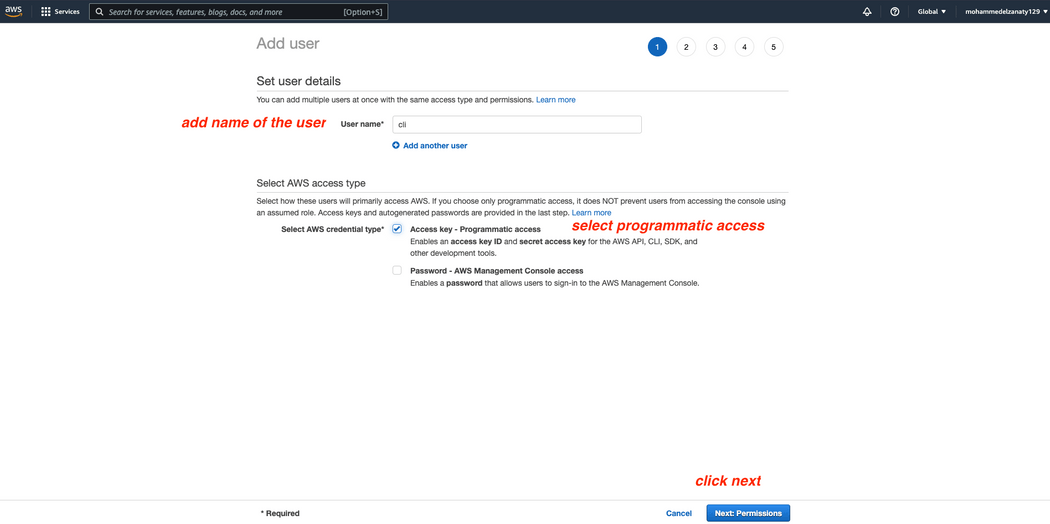 aws Services Search for services, features, blogs, docs, and more [Option+S] Global ▼ mohammedelzanaty129 ▼
Add user 1 2 3 4 5
Set user details
You can add multiple users at once with the same access type and permissions. Learn more
add name of the user User name* cli
Add another user
Select AWS access type
Select how these users will primarily access AWS. If you choose only programmatic access, it does NOT prevent users from accessing the console using
an assumed role. Access keys and autogenerated passwords are provided in the last step. Learn more
select programmatic access
Select AWS credential type* Access key - Programmatic access
Enables an access key ID and secret access key for the AWS API, CLI, SDK, and
other development tools.
Password - AWS Management Console access
Enables a password that allows users to sign-in to the AWS Management Console.
click next
* Required Cancel Next: Permissions